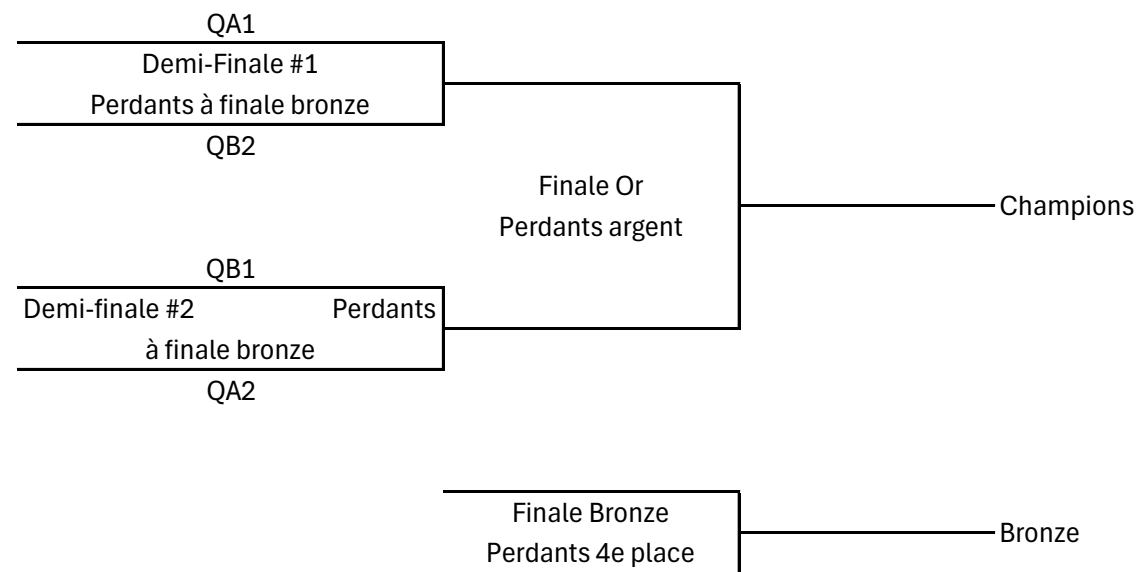 QA1
Demi-Finale #1
Perdants à finale bronze
QB2
Finale Or
Perdants argent
Champions
QB1
Demi-finale #2 Perdants
à finale bronze
QA2
Finale Bronze
Perdants 4e place
Bronze